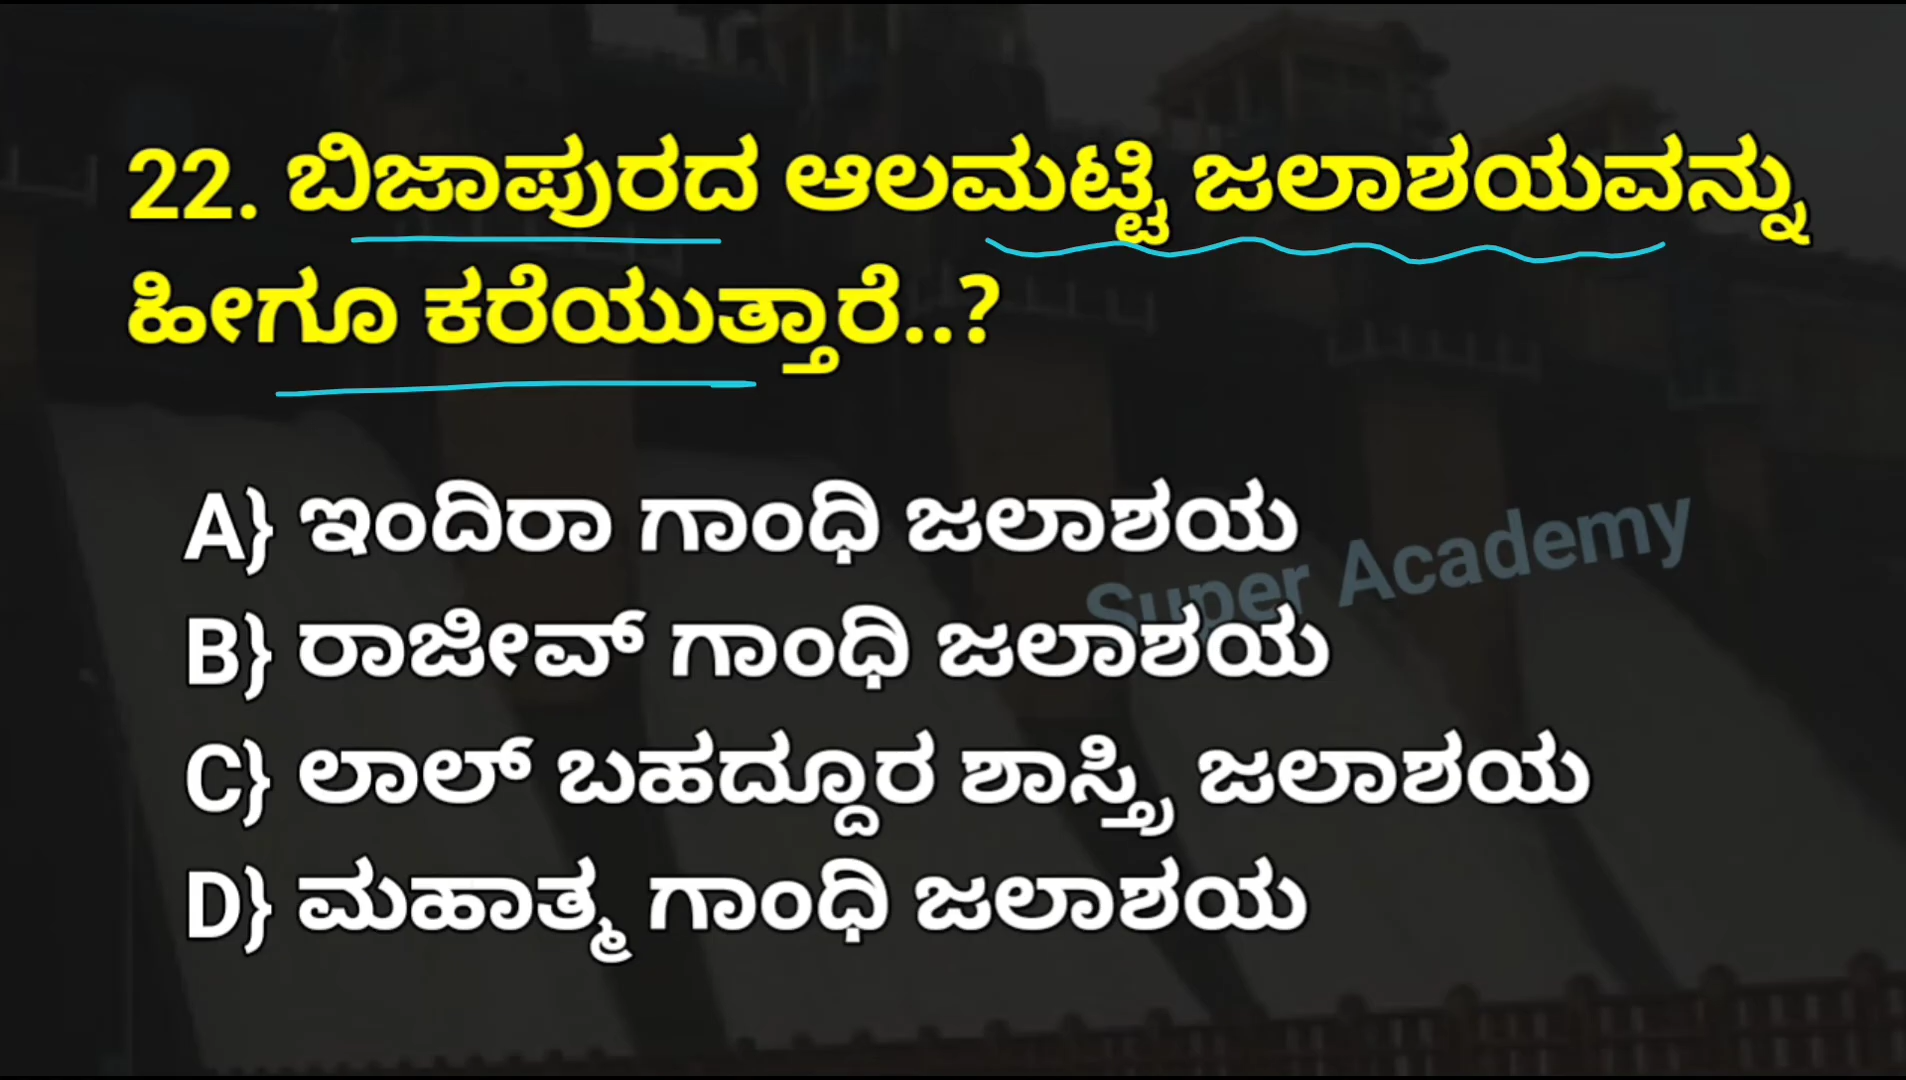 22. ಬಿಜಾಪುರದ ಆಲಮಟ್ಟಿ ಜಲಾಶಯವನ್ನು
ಹೀಗೂ ಕರೆಯುತ್ತಾರೆ..?
A} ಇಂದಿರಾ ಗಾಂಧಿ ಜಲಾಶಯ
Super Academy
B} ರಾಜೀವ್ ಗಾಂಧಿ ಜಲಾಶಯ
C} ಲಾಲ್ ಬಹದ್ದೂರ ಶಾಸ್ತ್ರಿ ಜಲಾಶಯ
D} ಮಹಾತ್ಮ ಗಾಂಧಿ ಜಲಾಶಯ